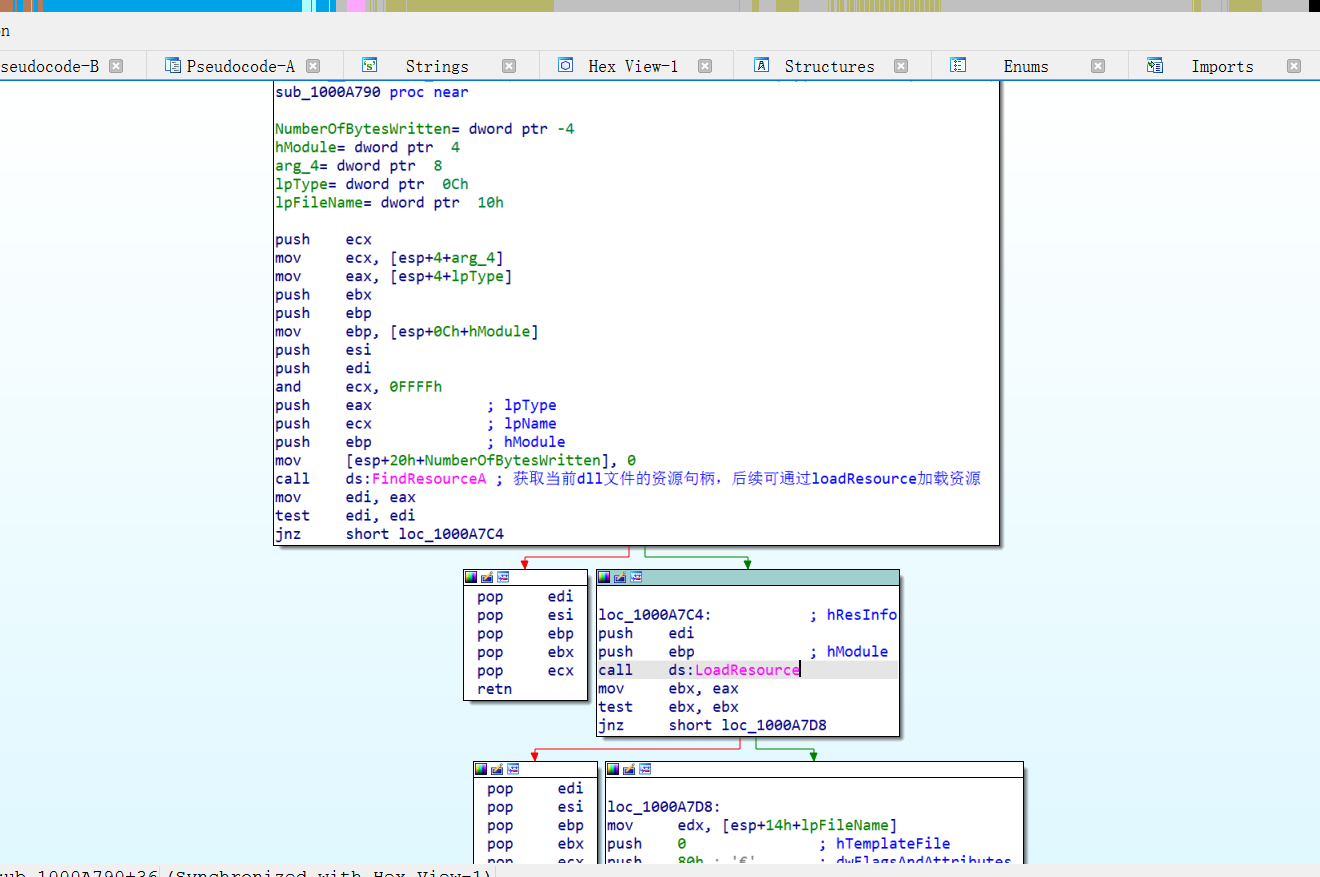 n
seudocode-B
Pseudocode-A
Strings
Hex View-1
Structures
Enums
Imports
sub_1000A790 proc near
NumberOfBytesWritten= dword ptr -4
hModule= dword ptr  4
arg_4= dword ptr  8
lpType= dword ptr  0Ch
lpFileName= dword ptr  10h
push    ecx
mov     ecx, [esp+4+arg_4]
mov     eax, [esp+4+lpType]
push    ebx
push    ebp
mov     ebp, [esp+0Ch+hModule]
push    esi
push    edi
and     ecx, 0FFFFh
push    eax             ; lpType
push    ecx             ; lpName
push    ebp             ; hModule
mov     [esp+20h+NumberOfBytesWritten], 0
call    ds:FindResourceA ; 获取当前dll文件的资源句柄，后续可通过loadResource加载资源
mov     edi, eax
test    edi, edi
jnz     short loc_1000A7C4
pop     edi
pop     esi
pop     ebp
pop     ebx
pop     ecx
retn
loc_1000A7C4:           ; hResInfo
push    edi
push    ebp             ; hModule
call    ds:LoadResource
mov     ebx, eax
test    ebx, ebx
jnz     short loc_1000A7D8
pop     edi
pop     esi
pop     ebp
pop     ebx
pop     ecx
loc_1000A7D8:
mov     edx, [esp+14h+lpFileName]
push    0               ; hTemplateFile
push    80h ; '€'       ; dwFlagsAndAttributes
sub_1000A790+36 (Synchronized with Hex View-1)